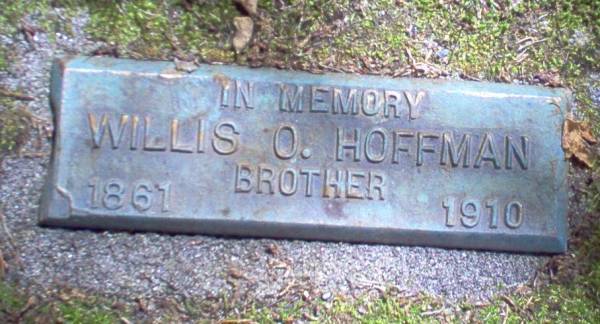 IN MEMORY
WILLIS O. HOFFMAN
BROTHER
1861 1910